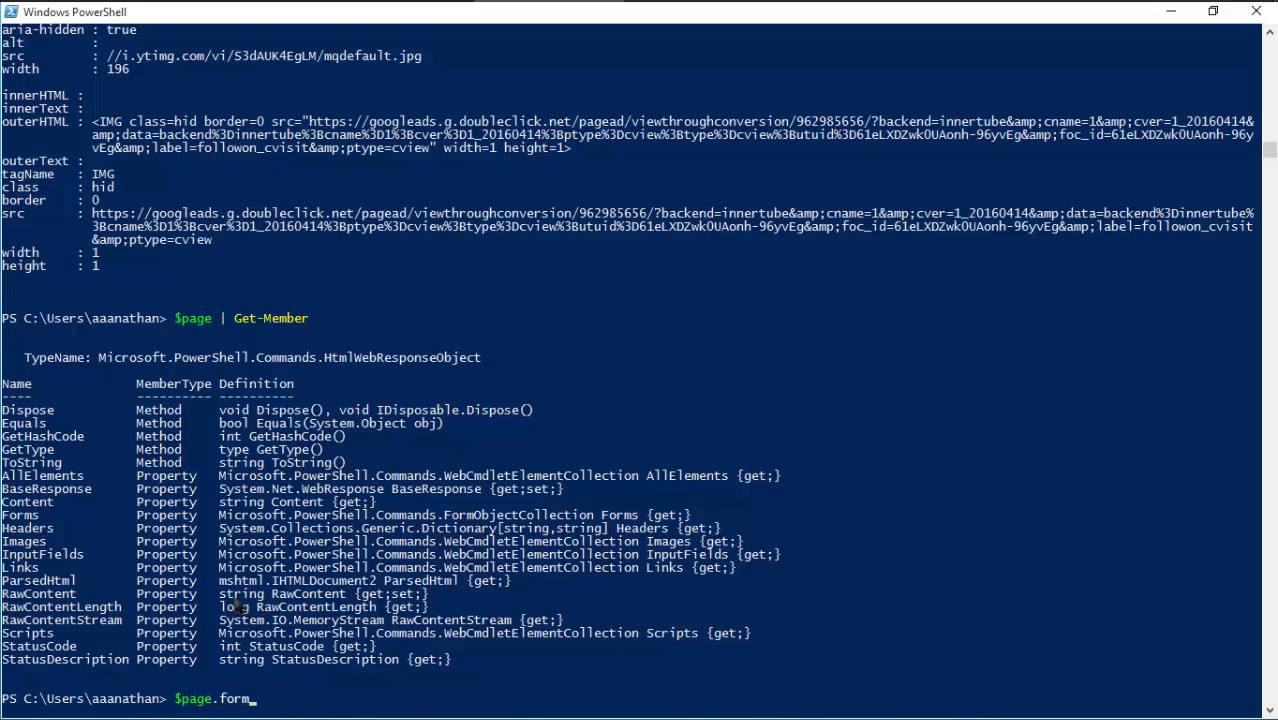 Windows PowerShell
aria-hidden : true
alt         :
src         : //i.ytimg.com/vi/S3dAUK4EgLM/mqdefault.jpg
width       : 196
innerHTML :
innerText :
outerHTML : <IMG class=hid border=0 src="https://googleads.g.doubleclick.net/pagead/viewthroughconversion/962985656/?backend=innertube&amp;cname=1&amp;cver=1_20160414&
amp;data=backend%3Dinnertube%3Bcname%3D1%3Bcver%3D1_20160414%3Bptype%3Dcview%3Btype%3Dcview%3Butuid%3D61eLXDZwk0UAonh-96yvEg&amp;foc_id=61eLXDZwk0UAonh-96y
vEg&amp;label=followon_cvisit&amp;ptype=cview" width=1 height=1>
outerText :
tagName   : IMG
class     : hid
border    : 0
src       : https://googleads.g.doubleclick.net/pagead/viewthroughconversion/962985656/?backend=innertube&amp;cname=1&amp;cver=1_20160414&amp;data=backend%3Dinnertube%
3Bcname%3D1%3Bcver%3D1_20160414%3Bptype%3Dcview%3Btype%3Dcview%3Butuid%3D61eLXDZwk0UAonh-96yvEg&amp;foc_id=61eLXDZwk0UAonh-96yvEg&amp;label=followon_cvisit
&amp;ptype=cview
width     : 1
height    : 1
PS C:\Users\aaanathan> $page | Get-Member
TypeName: Microsoft.PowerShell.Commands.HtmlWebResponseObject
Name              MemberType Definition
----              ---------- ----------
Dispose           Method     void Dispose(), void IDisposable.Dispose()
Equals            Method     bool Equals(System.Object obj)
GetHashCode       Method     int GetHashCode()
GetType           Method     type GetType()
ToString          Method     string ToString()
AllElements       Property   Microsoft.PowerShell.Commands.WebCmdletElementCollection AllElements {get;}
BaseResponse      Property   System.Net.WebResponse BaseResponse {get;set;}
Content           Property   string Content {get;}
Forms             Property   Microsoft.PowerShell.Commands.FormObjectCollection Forms {get;}
Headers           Property   System.Collections.Generic.Dictionary[string,string] Headers {get;}
Images            Property   Microsoft.PowerShell.Commands.WebCmdletElementCollection Images {get;}
InputFields       Property   Microsoft.PowerShell.Commands.WebCmdletElementCollection InputFields {get;}
Links             Property   Microsoft.PowerShell.Commands.WebCmdletElementCollection Links {get;}
ParsedHtml        Property   mshtml.IHTMLDocument2 ParsedHtml {get;}
RawContent        Property   string RawContent {get;set;}
RawContentLength  Property   long RawContentLength {get;}
RawContentStream  Property   System.IO.MemoryStream RawContentStream {get;}
Scripts           Property   Microsoft.PowerShell.Commands.WebCmdletElementCollection Scripts {get;}
StatusCode        Property   int StatusCode {get;}
StatusDescription Property   string StatusDescription {get;}
PS C:\Users\aaanathan> $page.form_